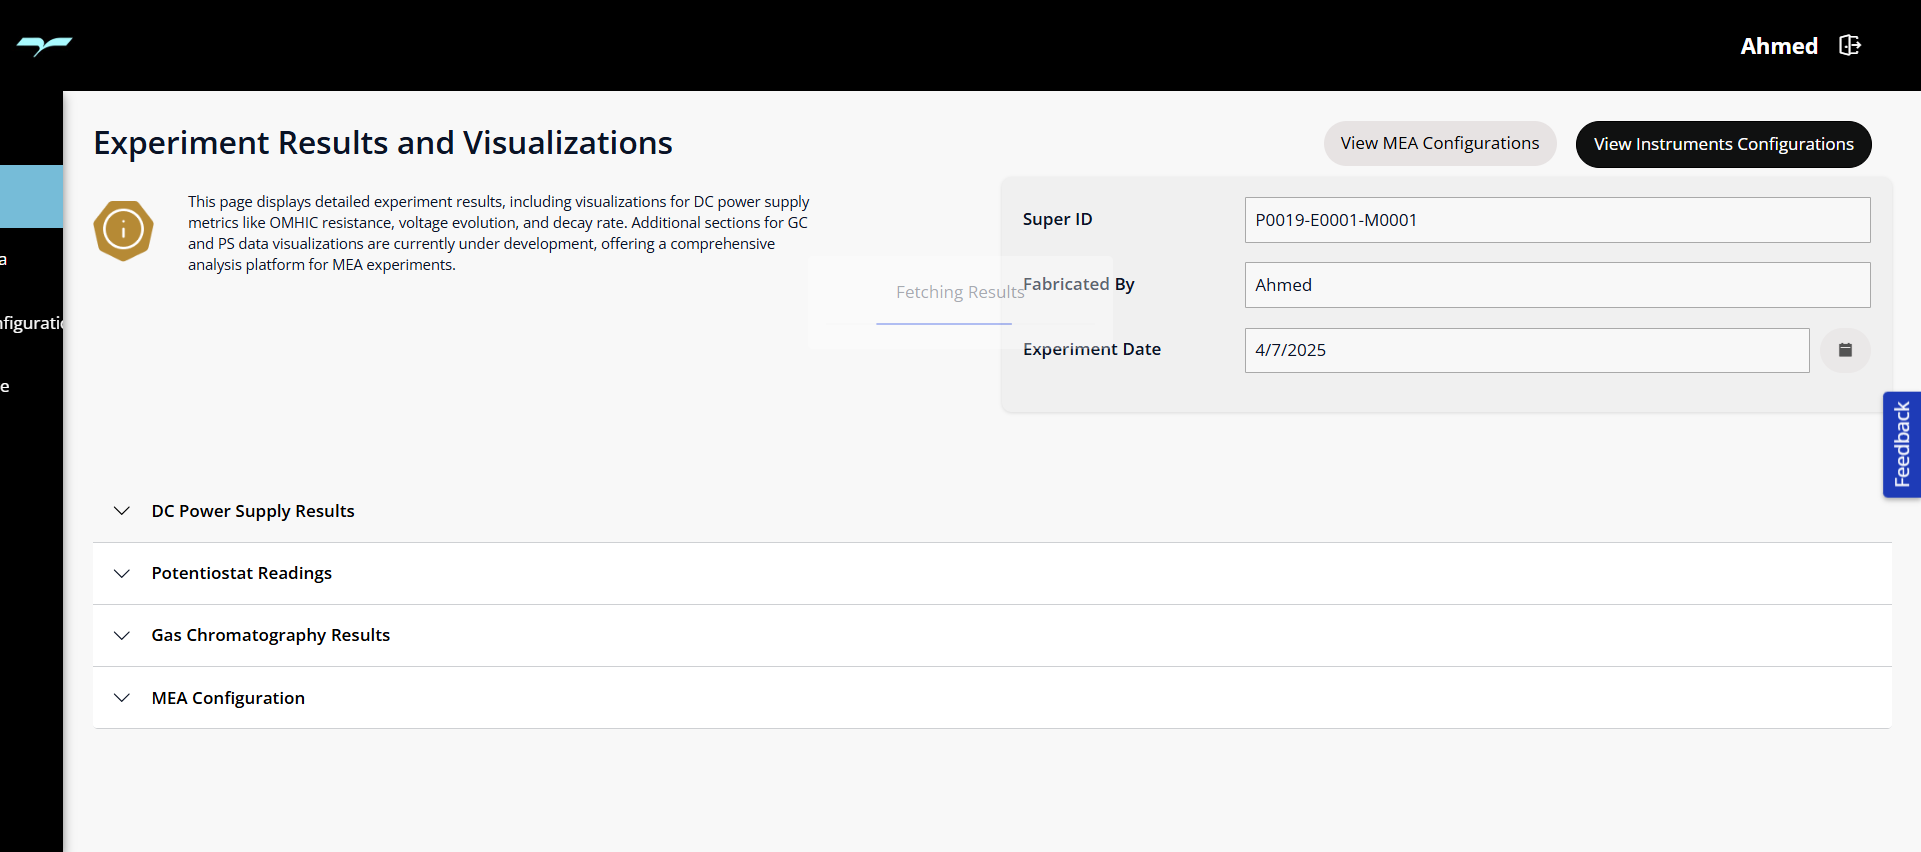 Ahmed
Experiment Results and Visualizations
View MEA Configurations
View Instruments Configurations
This page displays detailed experiment results, including visualizations for DC power supply
metrics like OMHIC resistance, voltage evolution, and decay rate. Additional sections for GC
and PS data visualizations are currently under development, offering a comprehensive
analysis platform for MEA experiments.
Super ID
P0019-E0001-M0001
Fetching Results
Fabricated By
Ahmed
Experiment Date
4/7/2025
a
nfiguratio
e
Feedback
DC Power Supply Results
Potentiostat Readings
Gas Chromatography Results
MEA Configuration